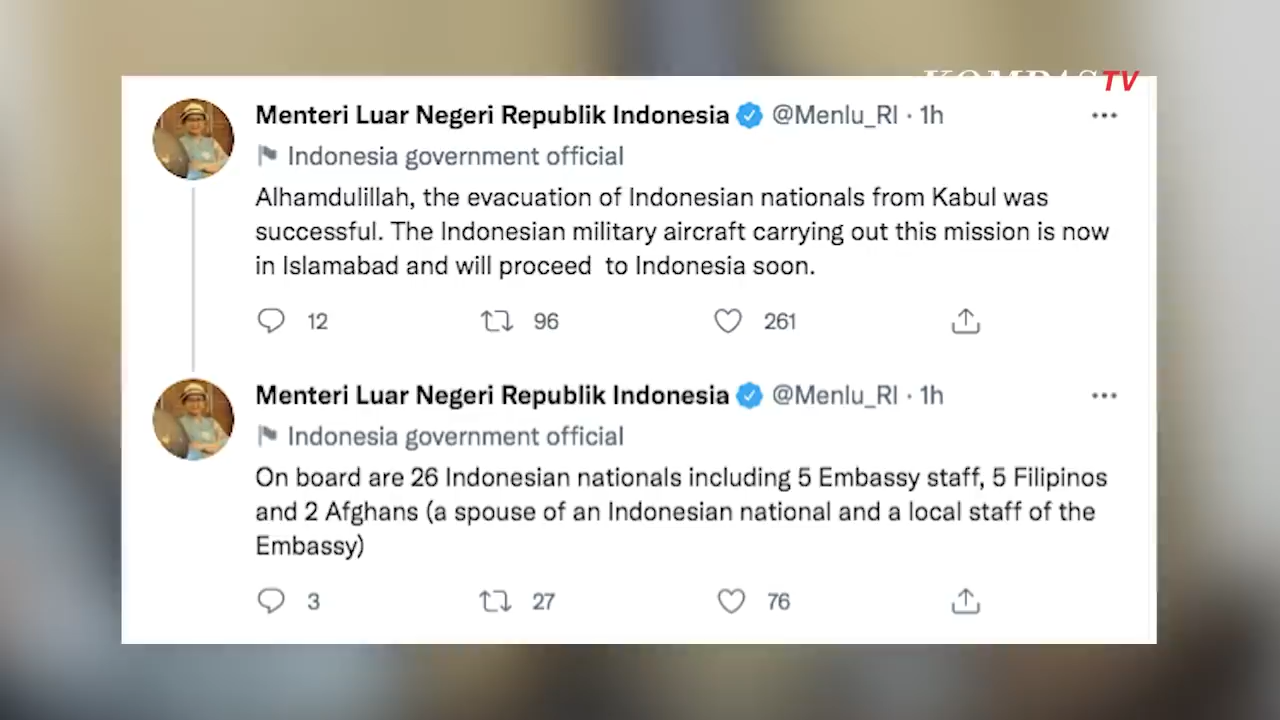 KOMPAS TV
Menteri Luar Negeri Republik Indonesia @Menlu_RI · 1h
Indonesia government official
Alhamdulillah, the evacuation of Indonesian nationals from Kabul was
successful. The Indonesian military aircraft carrying out this mission is now
in Islamabad and will proceed  to Indonesia soon.
12 96 261
Menteri Luar Negeri Republik Indonesia @Menlu_RI · 1h
Indonesia government official
On board are 26 Indonesian nationals including 5 Embassy staff, 5 Filipinos
and 2 Afghans (a spouse of an Indonesian national and a local staff of the
Embassy)
3 27 76